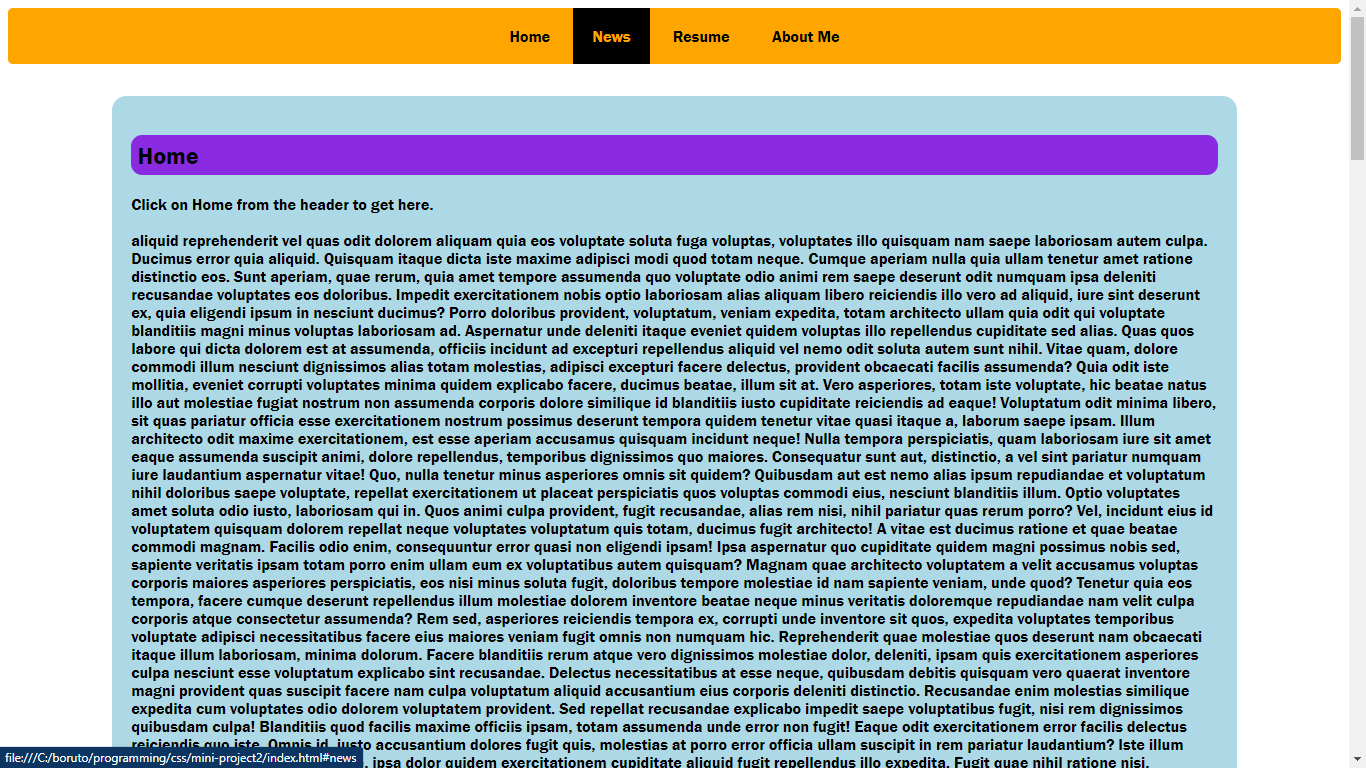 Home News Resume About Me
Home
Click on Home from the header to get here.
aliquid reprehenderit vel quas odit dolorem aliquam quia eos voluptate soluta fuga voluptas, voluptates illo quisquam nam saepe laboriosam autem culpa.
Ducimus error quia aliquid. Quisquam itaque dicta iste maxime adipisci modi quod totam neque. Cumque aperiam nulla quia ullam tenetur amet ratione
distinctio eos. Sunt aperiam, quae rerum, quia amet tempore assumenda quo voluptate odio animi rem saepe deserunt odit numquam ipsa deleniti
recusandae voluptates eos doloribus. Impedit exercitationem nobis optio laboriosam alias aliquam libero reiciendis illo vero ad aliquid, iure sint deserunt
ex, quia eligendi ipsum in nesciunt ducimus? Porro doloribus provident, voluptatum, veniam expedita, totam architecto ullam quia odit qui voluptate
blanditiis magni minus voluptas laboriosam ad. Aspernatur unde deleniti itaque eveniet quidem voluptas illo repellendus cupiditate sed alias. Quas quos
labore qui dicta dolorem est at assumenda, officiis incidunt ad excepturi repellendus aliquid vel nemo odit soluta autem sunt nihil. Vitae quam, dolore
commodi illum nesciunt dignissimos alias totam molestias, adipisci excepturi facere delectus, provident obcaecati facilis assumenda? Quia odit iste
mollitia, eveniet corrupti voluptates minima quidem explicabo facere, ducimus beatae, illum sit at. Vero asperiores, totam iste voluptate, hic beatae natus
illo aut molestiae fugiat nostrum non assumenda corporis dolore similique id blanditiis iusto cupiditate reiciendis ad eaque! Voluptatum odit minima libero,
sit quas pariatur officia esse exercitationem nostrum possimus deserunt tempora quidem tenetur vitae quasi itaque a, laborum saepe ipsam. Illum
architecto odit maxime exercitationem, est esse aperiam accusamus quisquam incidunt neque! Nulla tempora perspiciatis, quam laboriosam iure sit amet
eaque assumenda suscipit animi, dolore repellendus, temporibus dignissimos quo maiores. Consequatur sunt aut, distinctio, a vel sint pariatur numquam
iure laudantium aspernatur vitae! Quo, nulla tenetur minus asperiores omnis sit quidem? Quibusdam aut est nemo alias ipsum repudiandae et voluptatum
nihil doloribus saepe voluptate, repellat exercitationem ut placeat perspiciatis quos voluptas commodi eius, nesciunt blanditiis illum. Optio voluptates
amet soluta odio iusto, laboriosam qui in. Quos animi culpa provident, fugit recusandae, alias rem nisi, nihil pariatur quas rerum porro? Vel, incidunt eius id
voluptatem quisquam dolorem repellat neque voluptates voluptatum quis totam, ducimus fugit architecto! A vitae est ducimus ratione et quae beatae
commodi magnam. Facilis odio enim, consequuntur error quasi non eligendi ipsam! Ipsa aspernatur quo cupiditate quidem magni possimus nobis sed,
sapiente veritatis ipsam totam porro enim ullam eum ex voluptatibus autem quisquam? Magnam quae architecto voluptatem a velit accusamus voluptas
corporis maiores asperiores perspiciatis, eos nisi minus soluta fugit, doloribus tempore molestiae id nam sapiente veniam, unde quod? Tenetur quia eos
tempora, facere cumque deserunt repellendus illum molestiae dolorem inventore beatae neque minus veritatis doloremque repudiandae nam velit culpa
corporis atque consectetur assumenda? Rem sed, asperiores reiciendis tempora ex, corrupti unde inventore sit quos, expedita voluptates temporibus
voluptate adipisci necessitatibus facere eius maiores veniam fugit omnis non numquam hic. Reprehenderit quae molestiae quos deserunt nam obcaecati
itaque illum laboriosam, minima dolorum. Facere blanditiis rerum atque vero dignissimos molestiae dolor, deleniti, ipsam quis exercitationem asperiores
culpa nesciunt esse voluptatum explicabo sint recusandae. Delectus necessitatibus at esse neque, quibusdam debitis quisquam vero quaerat inventore
magni provident quas suscipit facere nam culpa voluptatum aliquid accusantium eius corporis deleniti distinctio. Recusandae enim molestias similique
expedita cum voluptates odio dolorem voluptatem provident. Sed repellat recusandae explicabo impedit saepe voluptatibus fugit, nisi rem dignissimos
quibusdam culpa! Blanditiis quod facilis maxime officiis ipsam, totam assumenda unde error non fugit! Eaque odit exercitationem error facilis delectus
reiciendis quo iste. Omnis id, iusto accusantium dolores fugit quis, molestias at porro error officia ullam suscipit in rem pariatur laudantium? Iste illum
, ipsa dolor quidem exercitationem cupiditate aliquid fugit repellendus illo expedita. Fugit quae nihil ratione nisi.
file:///C:/boruto/programming/css/mini-project2/index.html#news